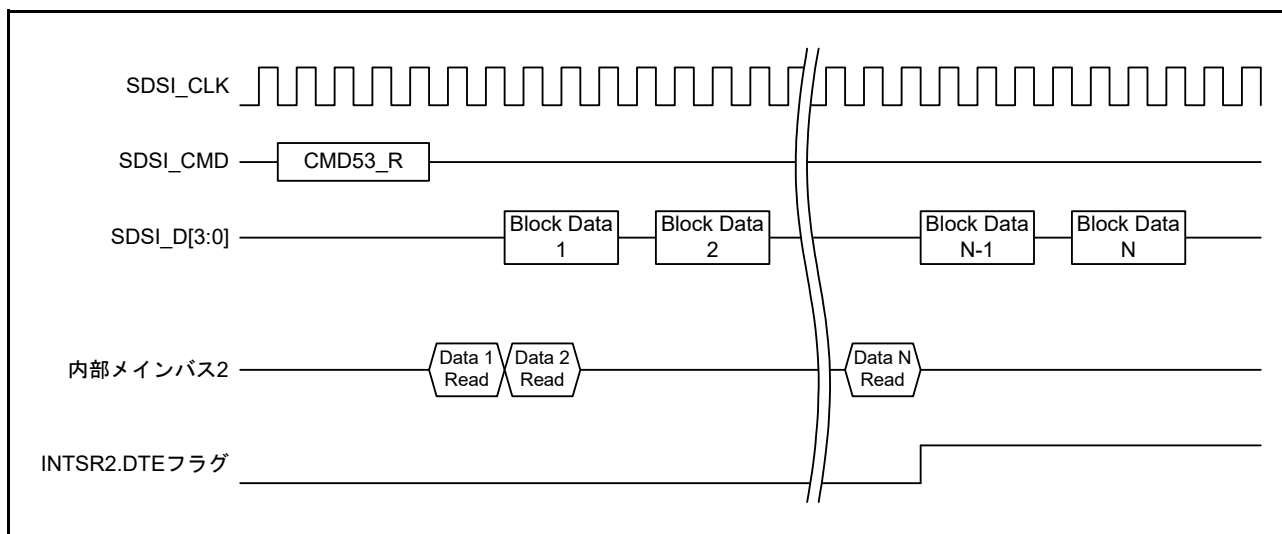 SDSI_CLK
SDSI_CMD
CMD53_R
SDSI_D[3:0]
Block Data
1
Block Data
2
Block Data
N-1
Block Data
N
内部メインバス2
Data 1
Read
Data 2
Read
Data N
Read
INTSR2.DTEフラグ